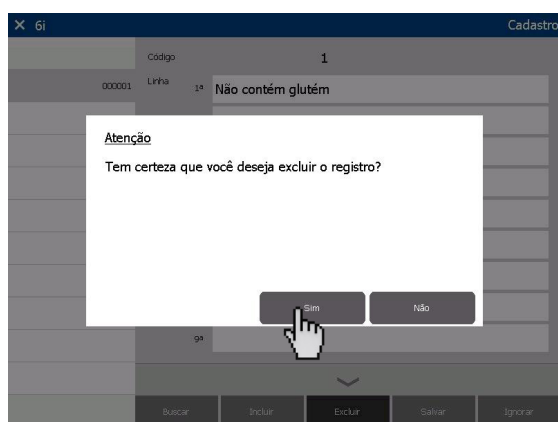 6i
Cadastro
Código 1
000001
Linha 1ª Não contém glutém
Atenção
Tem certeza que você deseja excluir o registro?
Sim Não
9ª
Buscar Incluir Excluir Salvar Ignorar